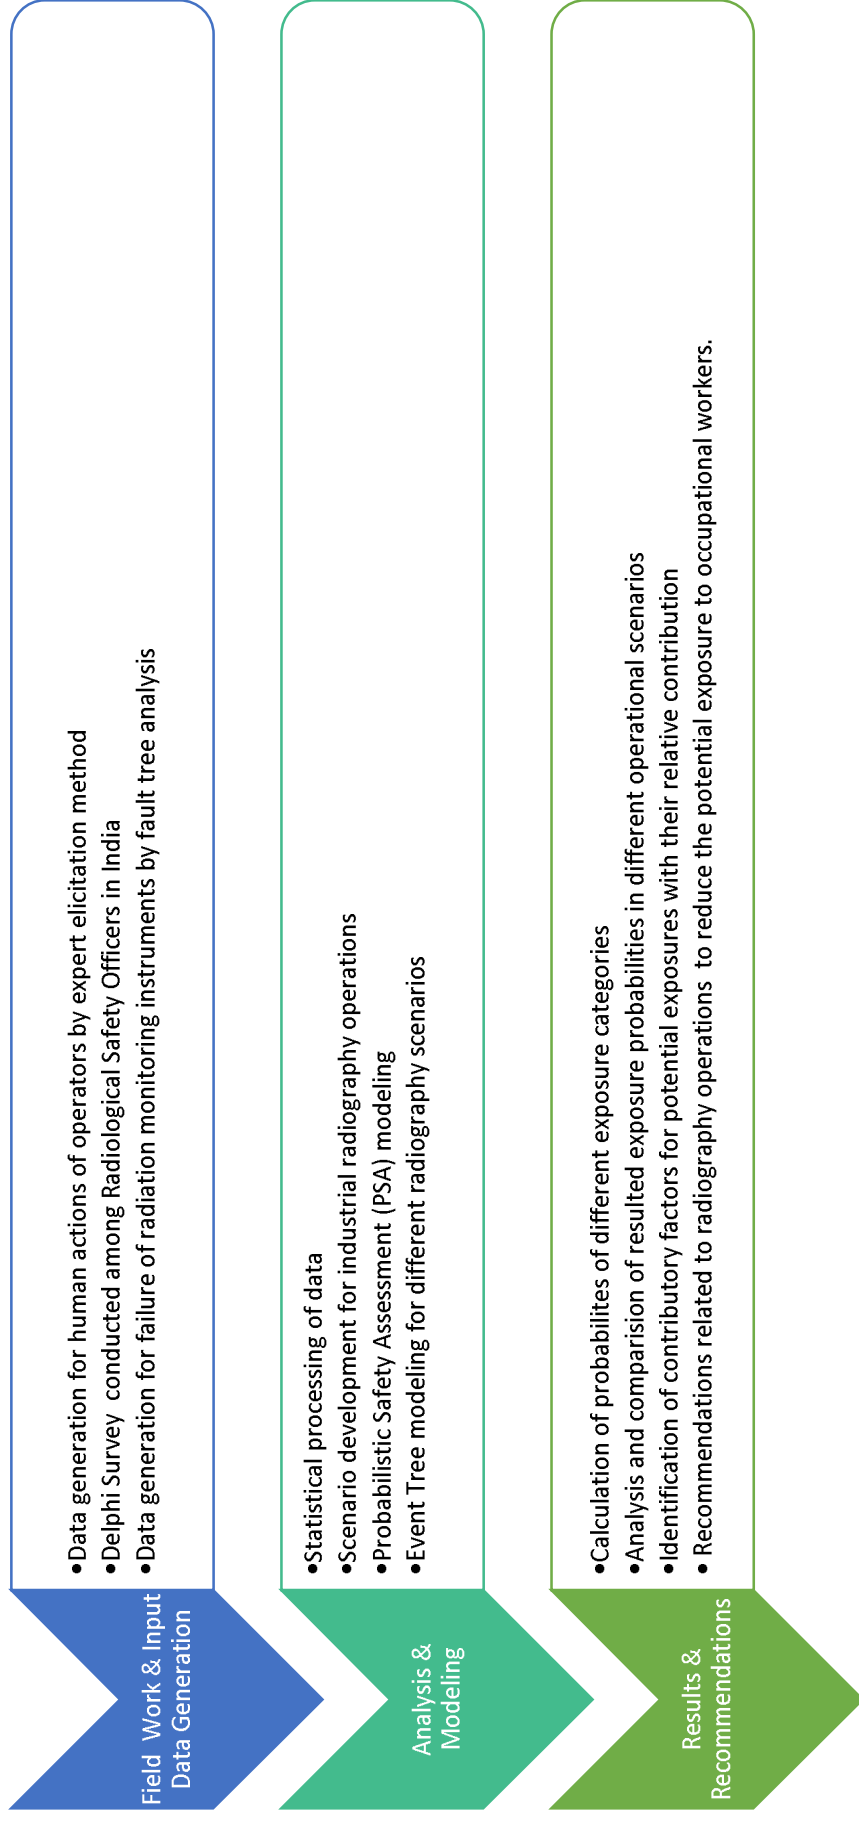 Field Work & Input
Data Generation
•Data generation for human actions of operators by expert elicitation method
•Delphi Survey conducted among Radiological Safety Officers in India
•Data generation for failure of radiation monitoring instruments by fault tree analysis
Analysis &
Modeling
•Statistical processing of data
•Scenario development for industrial radiography operations
•Probabilistic Safety Assessment (PSA) modeling
•Event Tree modeling for different radiography scenarios
Results &
Recommendations
•Calculation of probabilites of different exposure categories
•Analysis and comparision of resulted exposure probabilities in different operational scenarios
•Identification of contributory factors for potential exposures with their relative contribution
• Recommendations related to radiography operations to reduce the potential exposure to occupational workers.